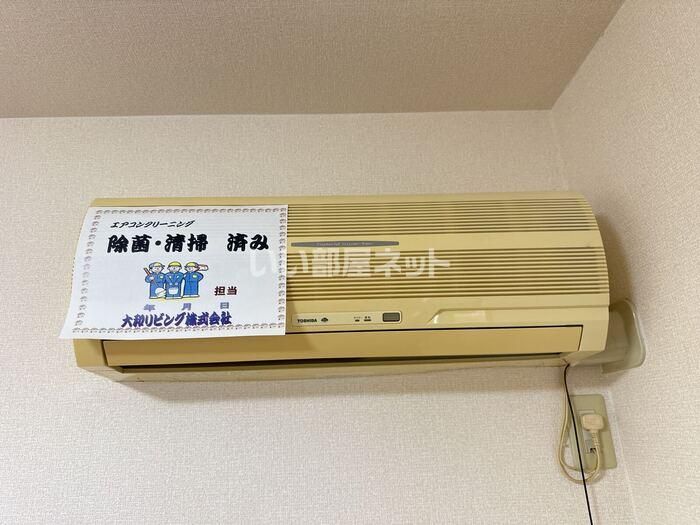 エアコンクリーニング
除菌・清掃 済み
担当
年 月 日
大和リビング株式会社
いい部屋ネット
TOSHIBA